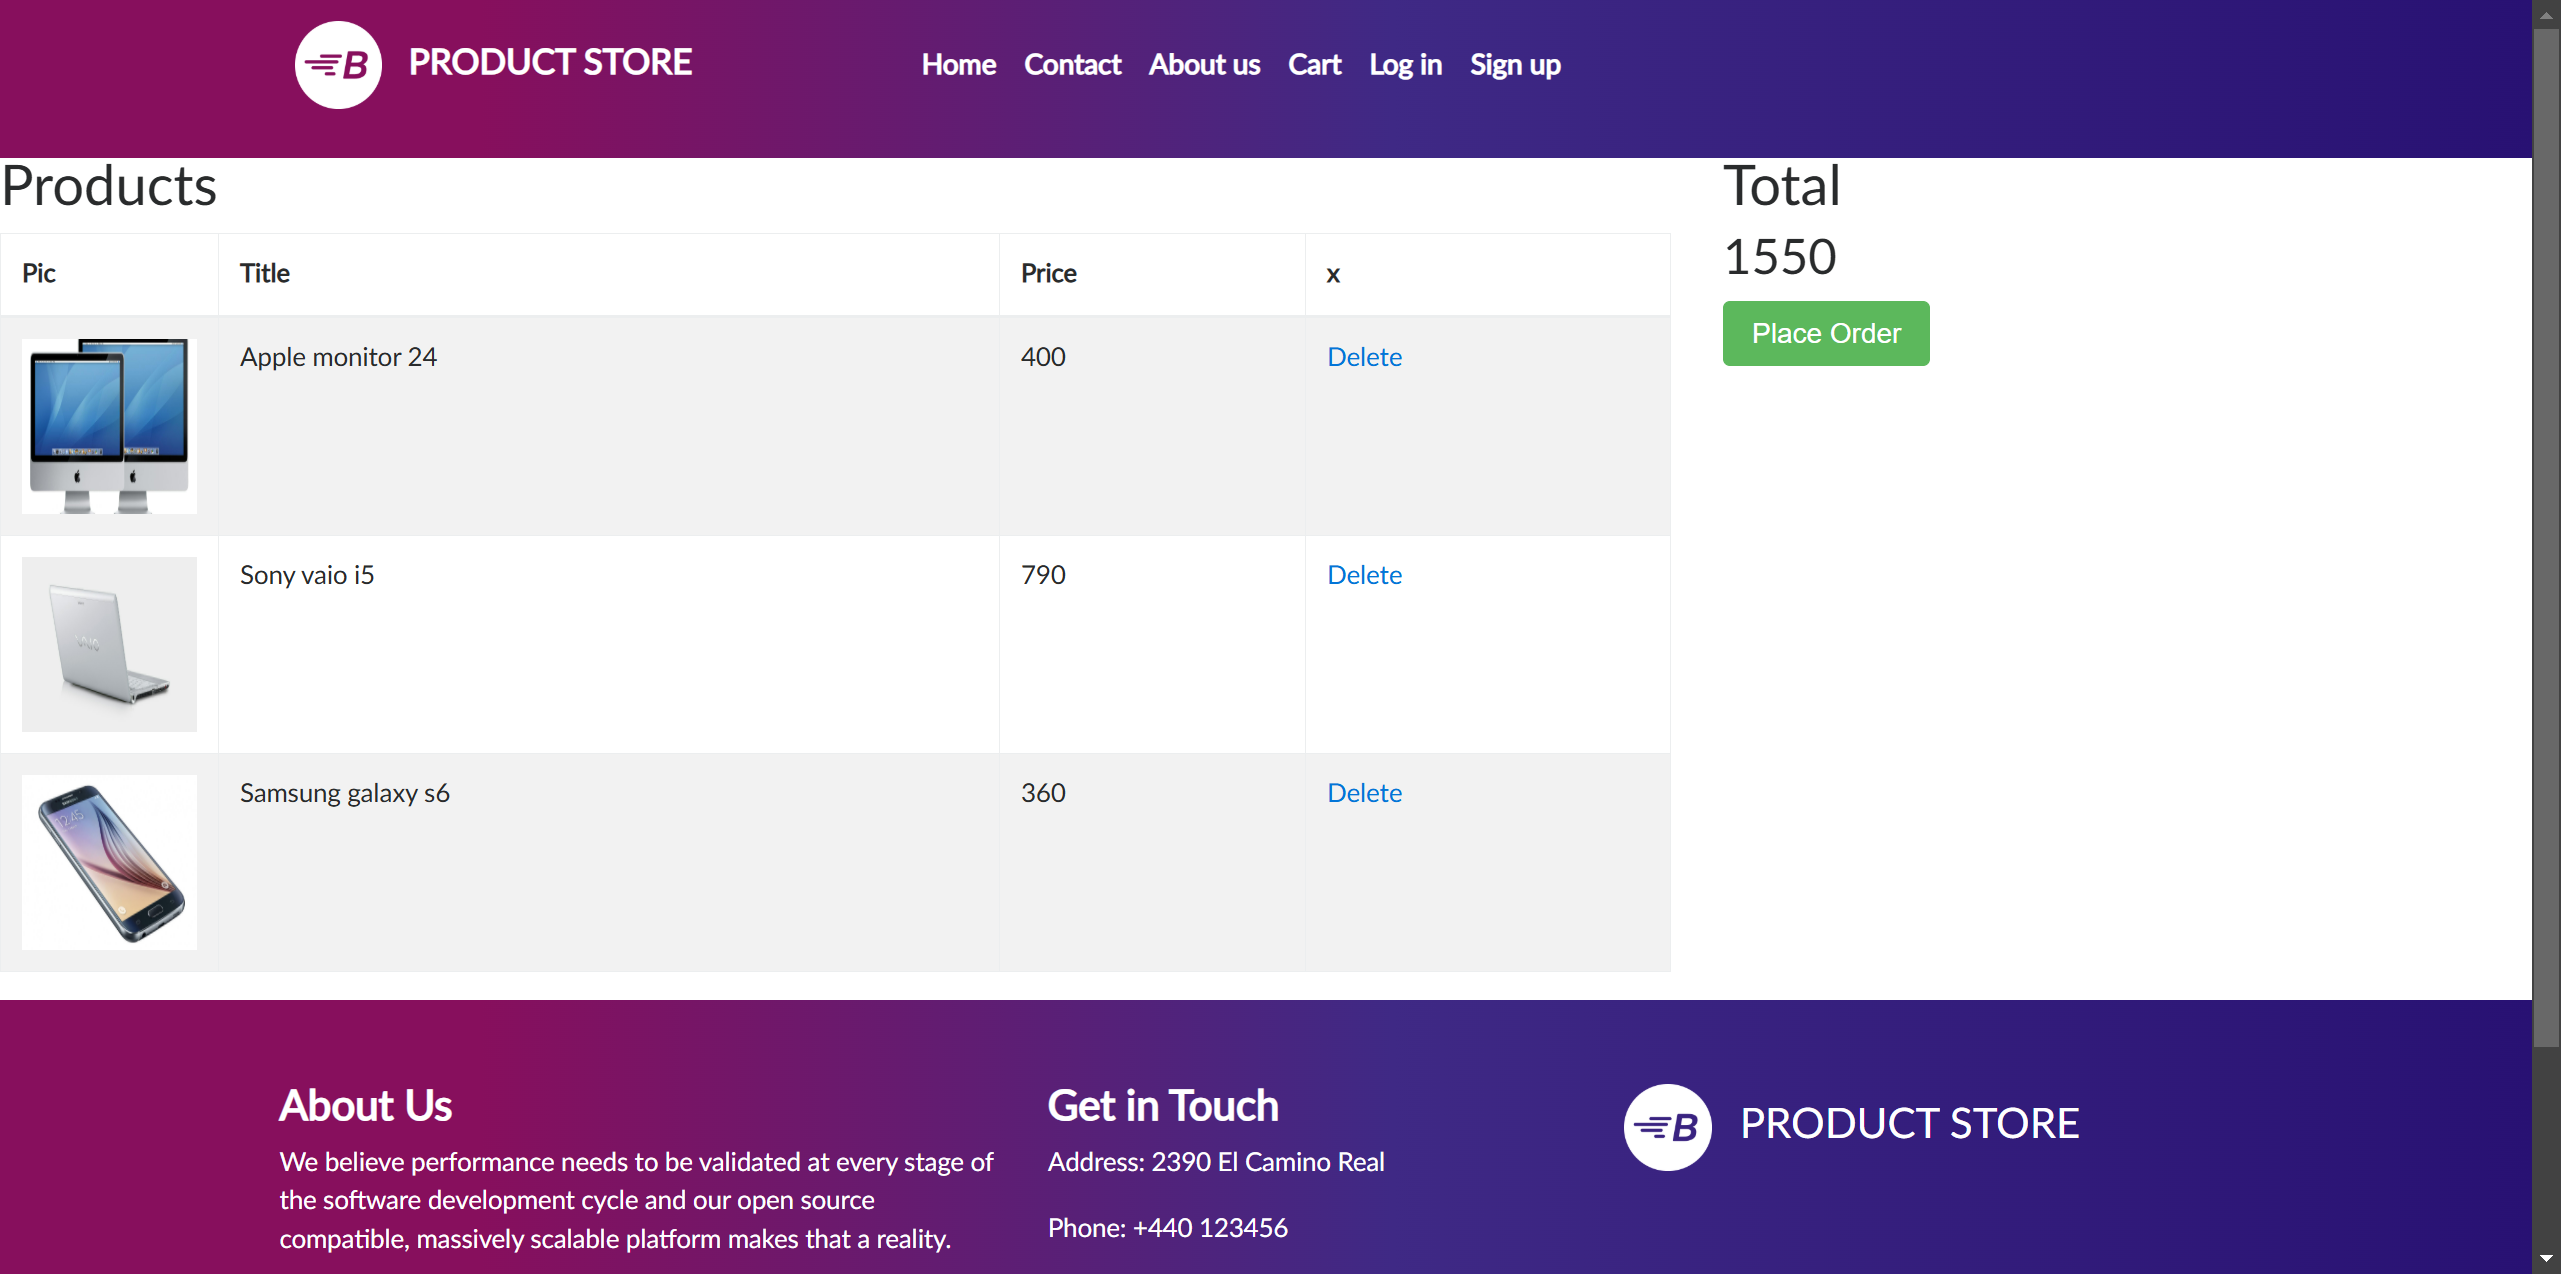 B PRODUCT STORE Home Contact About us Cart Log in Sign up
Products
Total
1550
Place Order
Pic Title Price x
Apple monitor 24 400 Delete
Sony vaio i5 790 Delete
VAIO
Samsung galaxy s6 360 Delete
12:45
About Us
We believe performance needs to be validated at every stage of
the software development cycle and our open source
compatible, massively scalable platform makes that a reality.
Get in Touch
Address: 2390 El Camino Real
Phone: +440 123456
B PRODUCT STORE